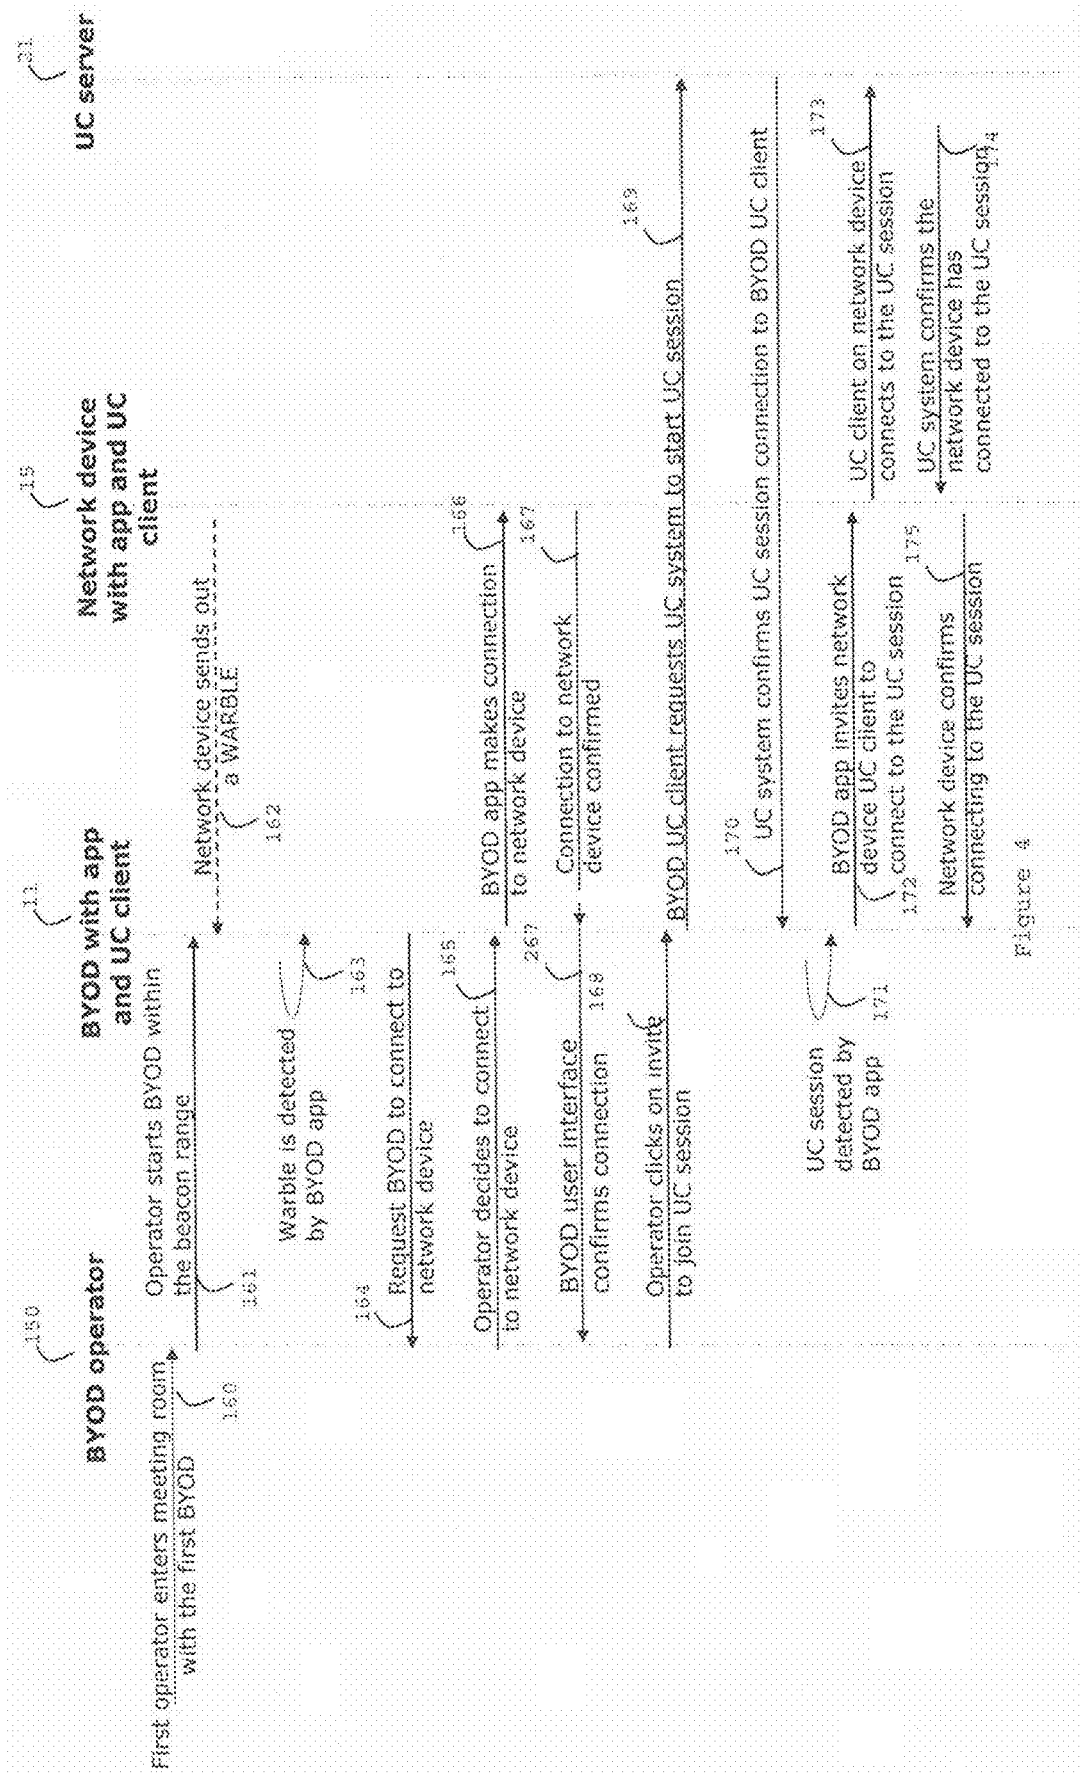 150
BYOD operator
11
BYOD with app
and UC client
15
Network device
with app and UC
client
31
UC server
First operator enters meeting room
with the first BYOD
160
Operator starts BYOD within
the beacon range
161
Network device sends out
a WARBLE
162
Warble is detected
by BYOD app
163
164
Request BYOD to connect to
network device
165
Operator decides to connect
to network device
166
BYOD app makes connection
to network device
167
Connection to network
device confirmed
267
BYOD user interface
confirms connection
168
Operator clicks on invite
to join UC session
169
BYOD UC client requests UC system to start UC session
170
UC system confirms UC session connection to BYOD UC client
UC session
detected by
BYOD app
171
BYOD app invites network
device UC client to
connect to the UC session
172
173
UC client on network device
connects to the UC session
UC system confirms the
network device has
connected to the UC session
174
175
Network device confirms
connecting to the UC session
Figure 4